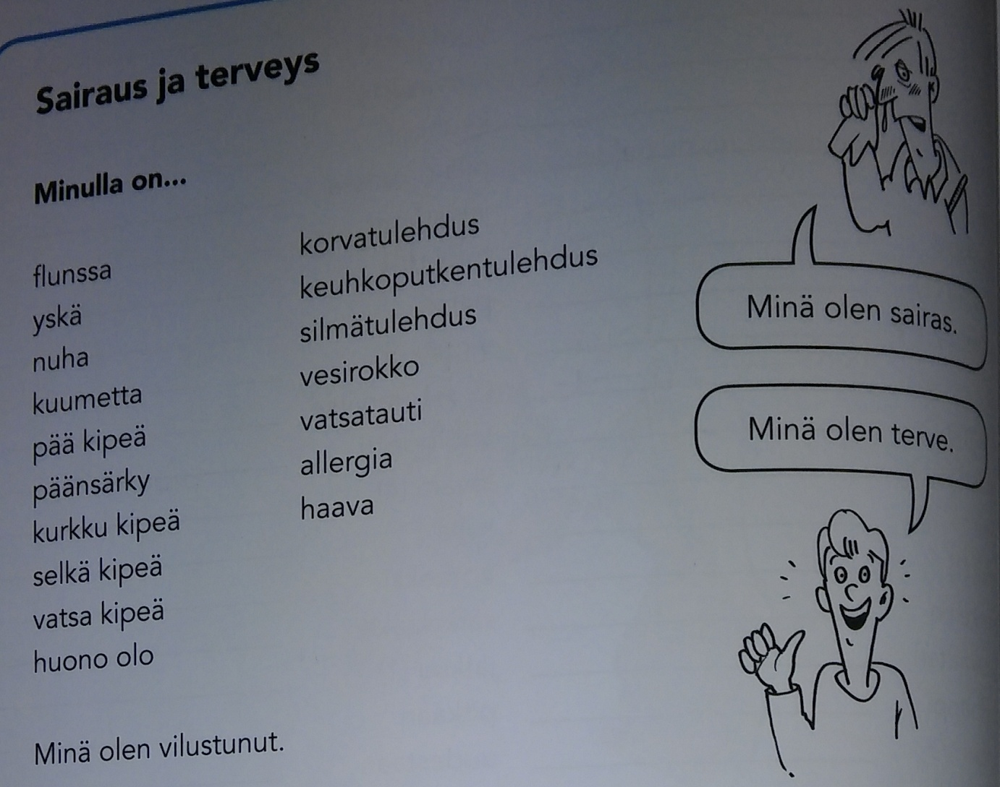 Sairaus ja terveys
Minulla on...
flunssa
yskä
nuha
kuumetta
pää kipeä
päänsärky
kurkku kipeä
selkä kipeä
vatsa kipeä
huono olo
korvatulehdus
keuhkoputkentulehdus
silmätulehdus
vesirokko
vatsatauti
allergia
haava
Minä olen sairas.
Minä olen terve.
Minä olen vilustunut.